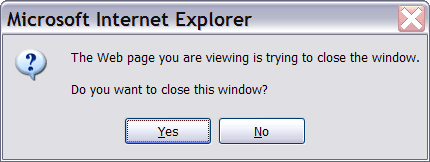 Microsoft Internet Explorer
The Web page you are viewing is trying to close the window.
Do you want to close this window?
Yes No